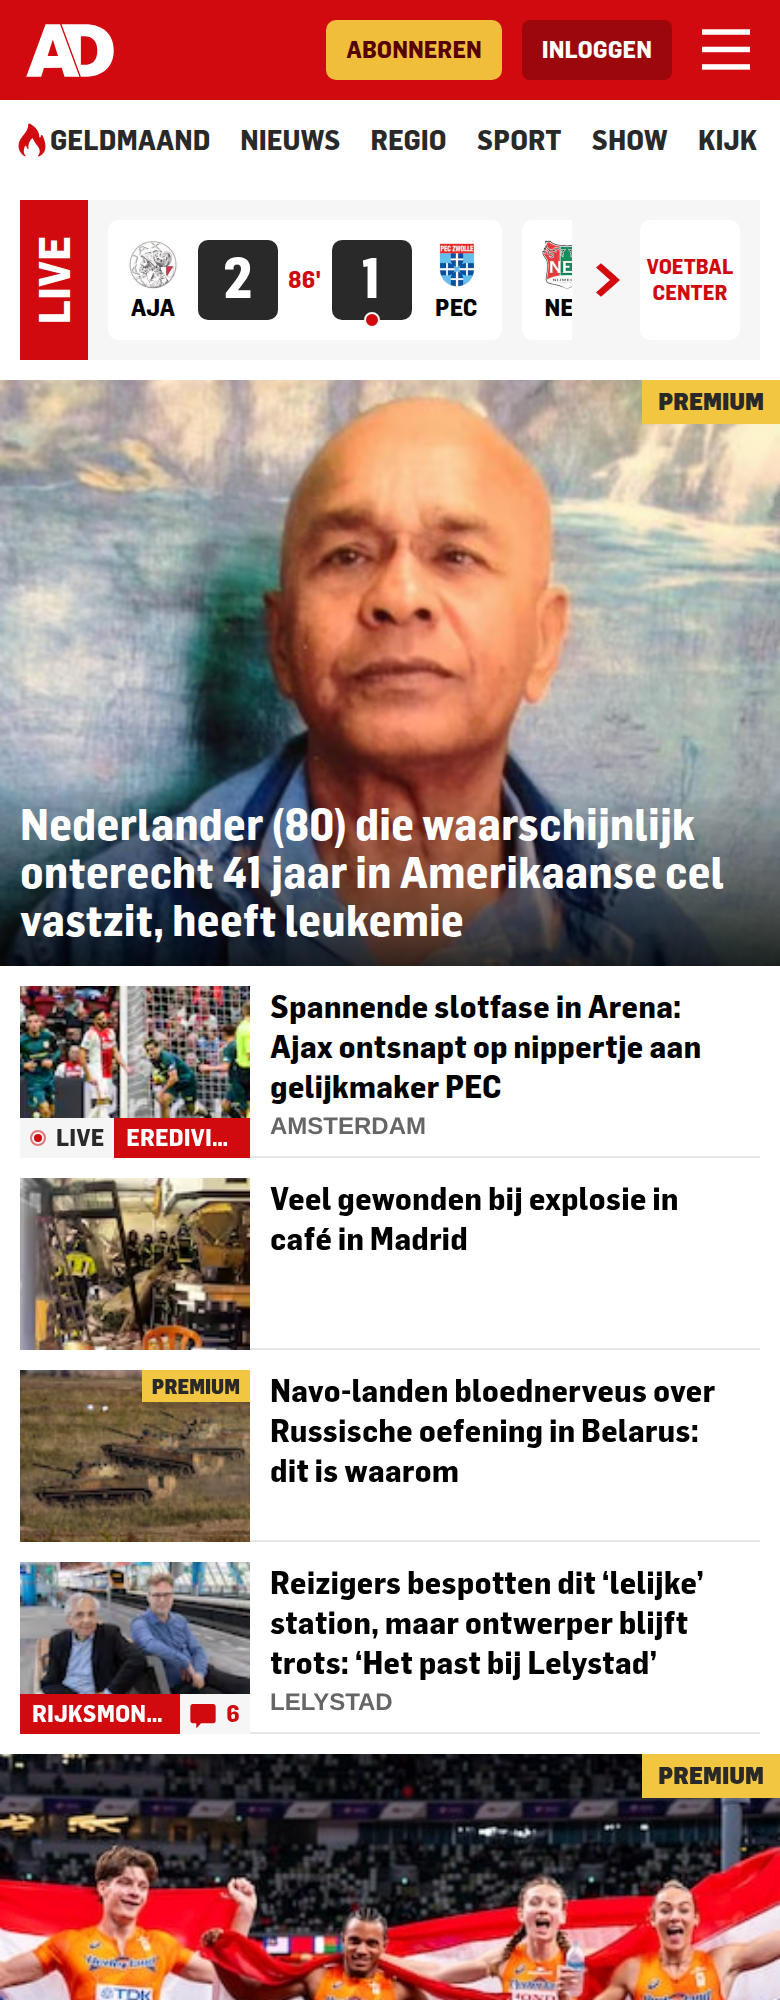 AD
ABONNEREN
INLOGGEN
GELDMAAND NIEUWS REGIO SPORT SHOW KIJK
LIVE
2 86' 1
AJA
PEC ZWOLLE
PEC
NE
NE
VOETBAL
CENTER
PREMIUM
Nederlander (80) die waarschijnlijk
onterecht 41 jaar in Amerikaanse cel
vastzit, heeft leukemie
Spannende slotfase in Arena:
Ajax ontsnapt op nippertje aan
gelijkmaker PEC
AMSTERDAM
LIVE EREDIVI...
Veel gewonden bij explosie in
café in Madrid
PREMIUM
Navo-landen bloednerveus over
Russische oefening in Belarus:
dit is waarom
Reizigers bespotten dit ‘lelijke’
station, maar ontwerper blijft
trots: ‘Het past bij Lelystad’
LELYSTAD
RIJKSMON... 6
PREMIUM
TDK